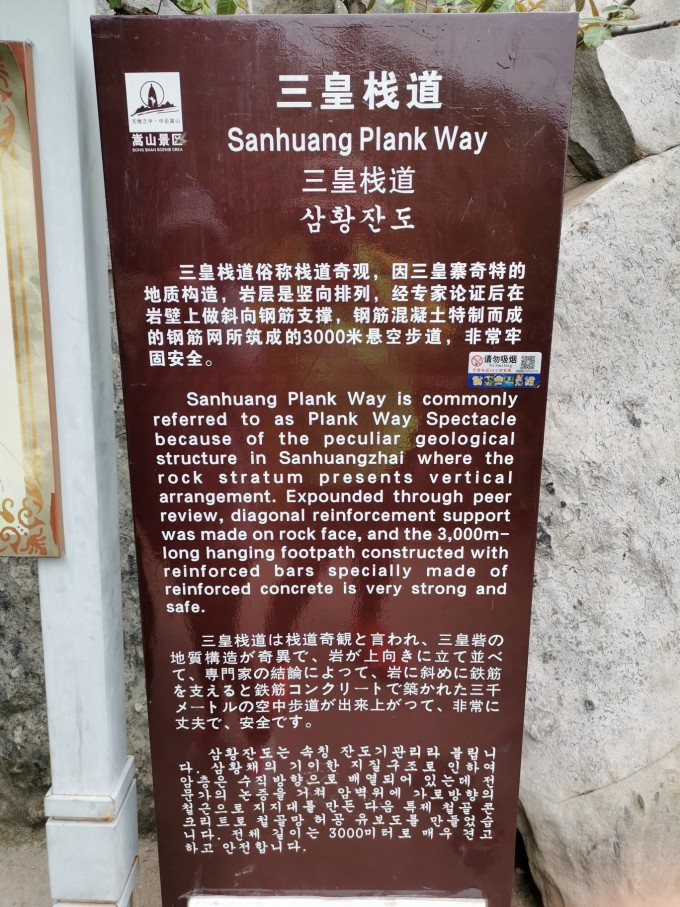 天地之中·中岳嵩山
嵩山景区
SONG SHAN SCENIC CREA
三皇栈道
Sanhuang Plank Way
三皇栈道
삼황잔도
三皇栈道俗称栈道奇观，因三皇寨奇特的
地质构造，岩层是竖向排列，经专家论证后在
岩壁上做斜向钢筋支撑，钢筋混凝土特制而成
的钢筋网所筑成的3000米悬空步道，非常牢
固安全。
请勿吸烟
No Smoking
Sanhuang Plank Way is commonly
referred to as Plank Way Spectacle
because of the peculiar geological
structure in Sanhuangzhai where the
rock stratum presents vertical
arrangement. Expounded through peer
review, diagonal reinforcement support
was made on rock face, and the 3,000m-
long hanging footpath constructed with
reinforced bars specially made of
reinforced concrete is very strong and
safe.
三皇栈道は栈道奇観と言われ、三皇砦の
地質構造が奇異で、岩が上向きに立て並べ
て、専門家の結論によって、岩に斜めに鉄筋
を支えると鉄筋コンクリートで築かれた三千
メートルの空中歩道が出来上がつて、非常に
丈夫で、安全です。
삼황잔도는 속칭 잔도기관리라 불립니
다. 삼황채의 기이한 지질구조로 인하여
암층은 수직방향으로 배열되어 있는데 전
문가의 논증을 거쳐 암벽위에 가로방향의
철근으로 지지대를 만든 다음 특제 철골 콘
크리트로 철골망 허공 유보도를 만들었습
니다. 전체 길이는 3000미터로 매우 견고
하고 안전합니다.